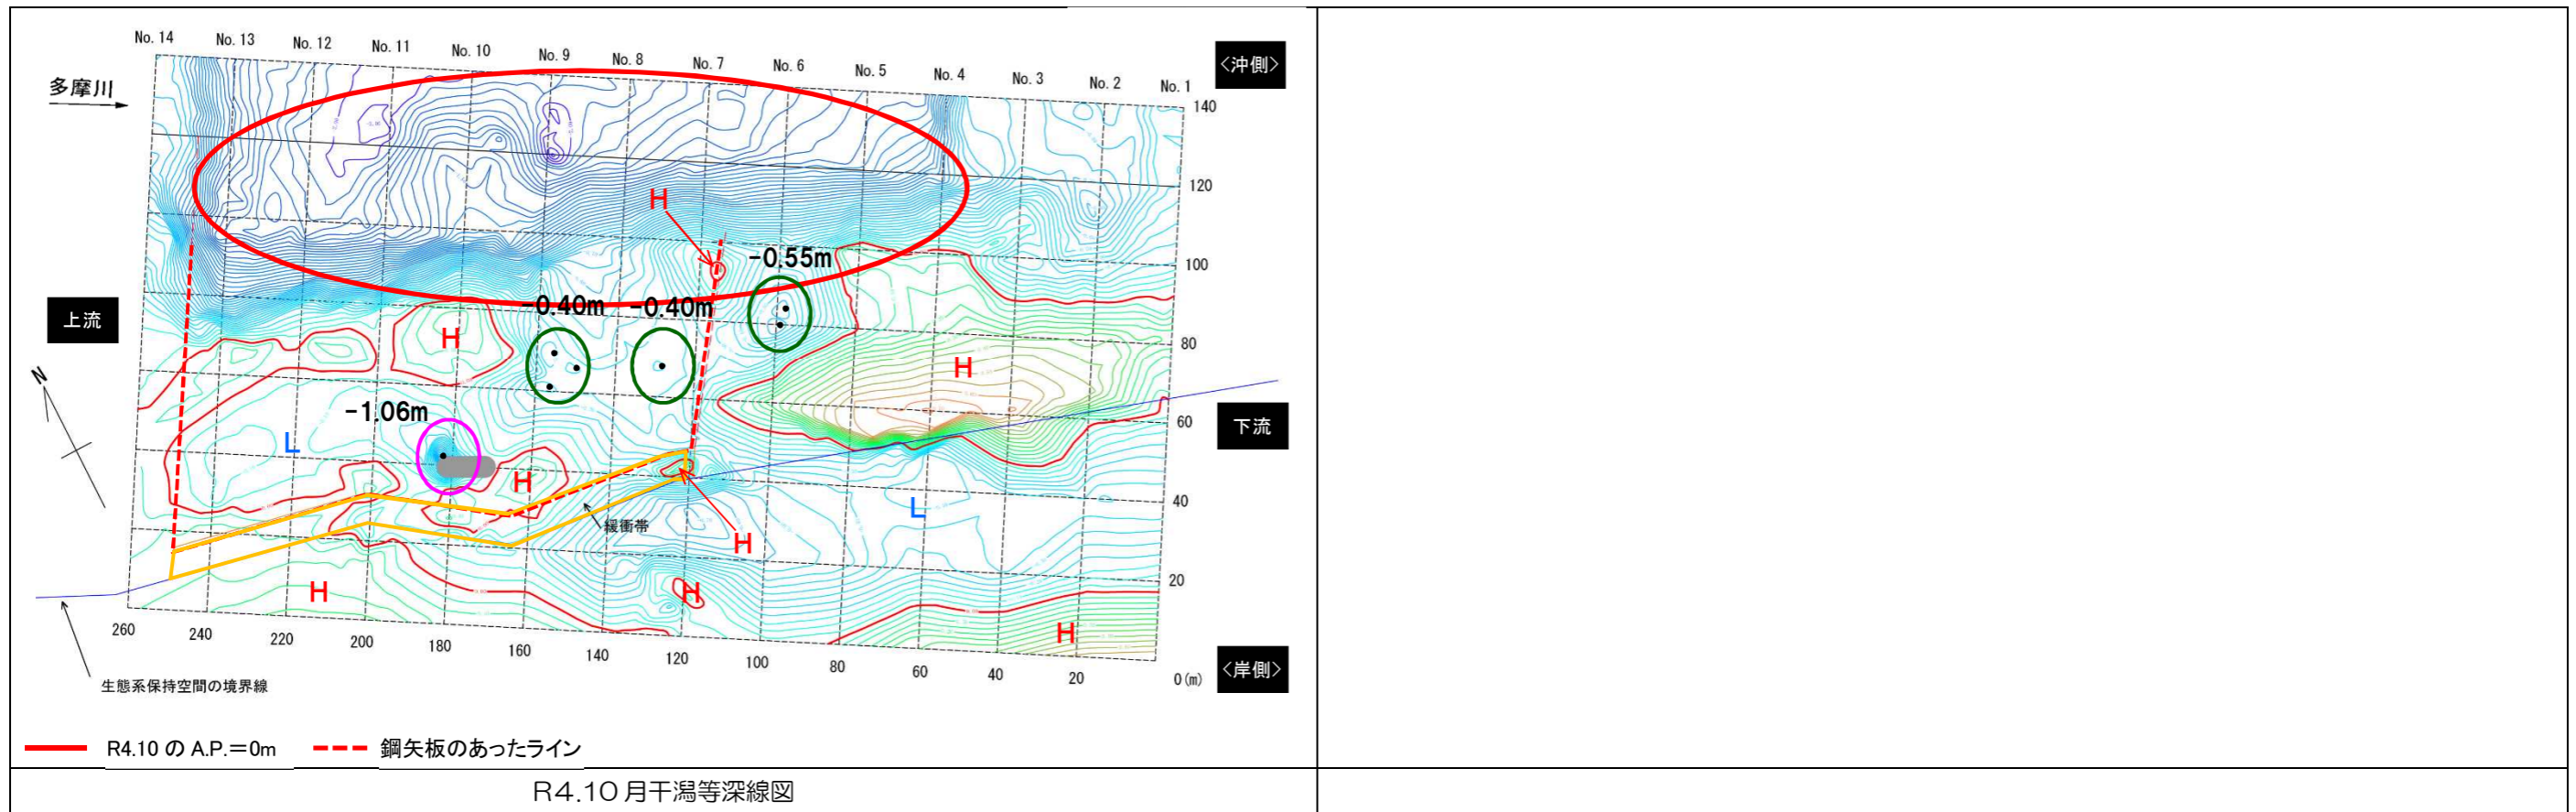 No. 14 No. 13 No. 12 No. 11 No. 10 No. 9 No. 8 No. 7 No. 6 No. 5 No. 4 No. 3 No. 2 No. 1
<沖側>
多摩川
140
120
H
100
-0.55m
-0.40m -0.40m
上流
H
80
H
N
60
-1.06m
下流
L
H
40
L
緩衝帯
H
20
H
H
H
260 240 220 200 180 160 140 120 100 80 60 40 20 0(m)
<岸側>
生態系保持空間の境界線
R4.10 の A.P.=0m 鋼矢板のあったライン
R4.10月干潟等深線図